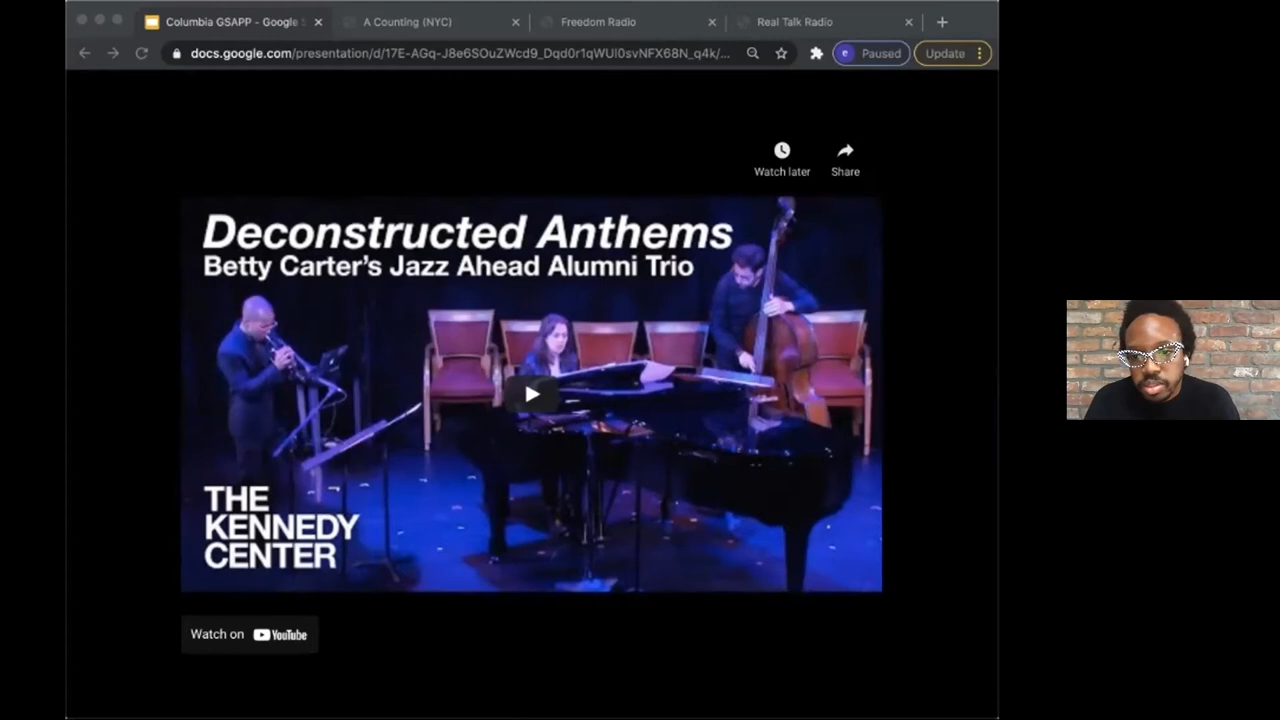 Columbia GSAPP - Google S
A Counting (NYC)
Freedom Radio
Real Talk Radio
docs.google.com/presentation/d/17E-AGq-J8e6SOuZWcd9_Dqd0r1qWUI0svNFX68N_q4k/...
e
Paused
Update
Watch later
Share
Deconstructed Anthems
Betty Carter's Jazz Ahead Alumni Trio
THE
KENNEDY
CENTER
Watch on YouTube